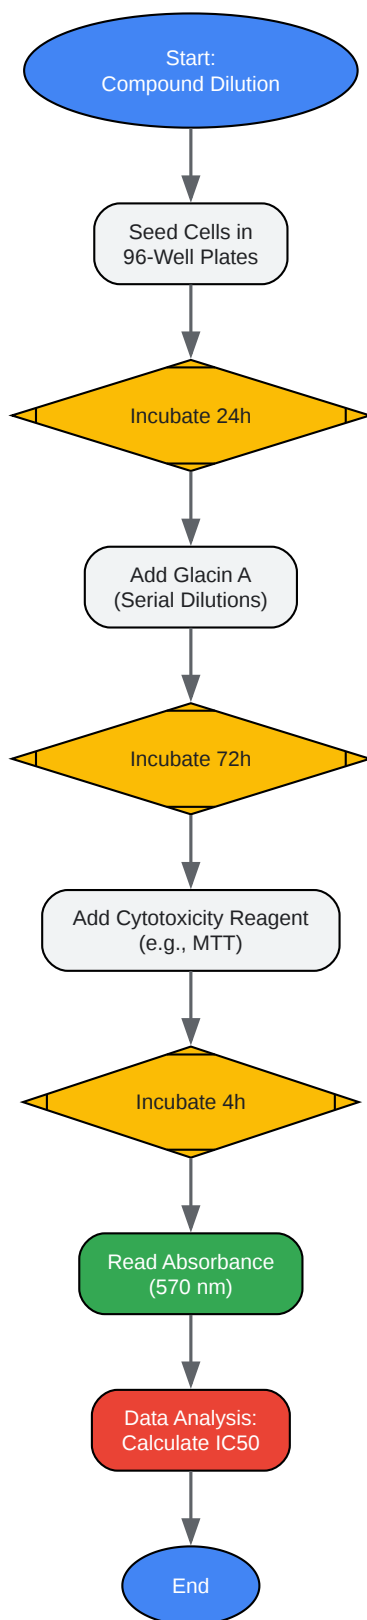 Start:
Compound Dilution
Seed Cells in
96-Well Plates
Incubate 24h
Add Glacin A
(Serial Dilutions)
Incubate 72h
Add Cytotoxicity Reagent
(e.g., MTT)
Incubate 4h
Read Absorbance
(570 nm)
Data Analysis:
Calculate IC50
End